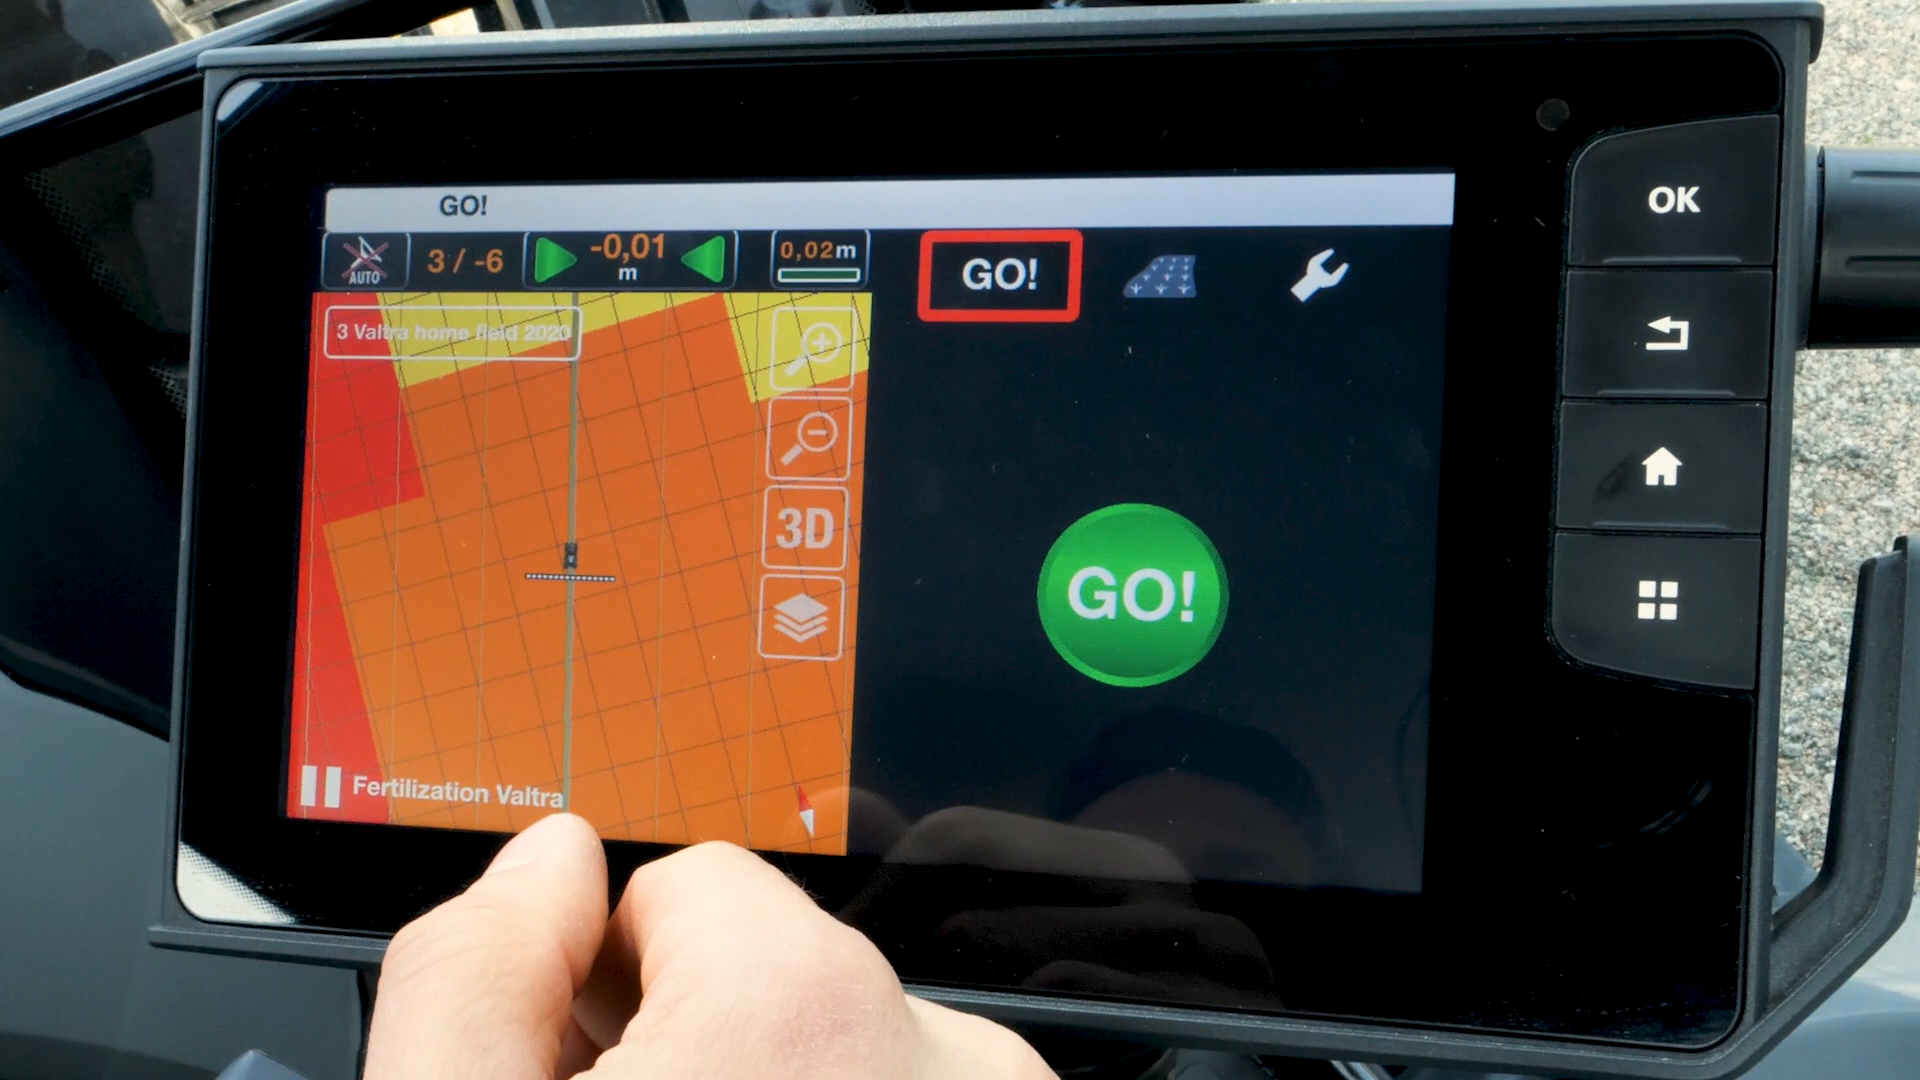 GO!
AUTO
3 / -6
-0,01
m
0,02m
GO!
3 Valtra home field 2020
3D
GO!
Fertilization Valtra
OK